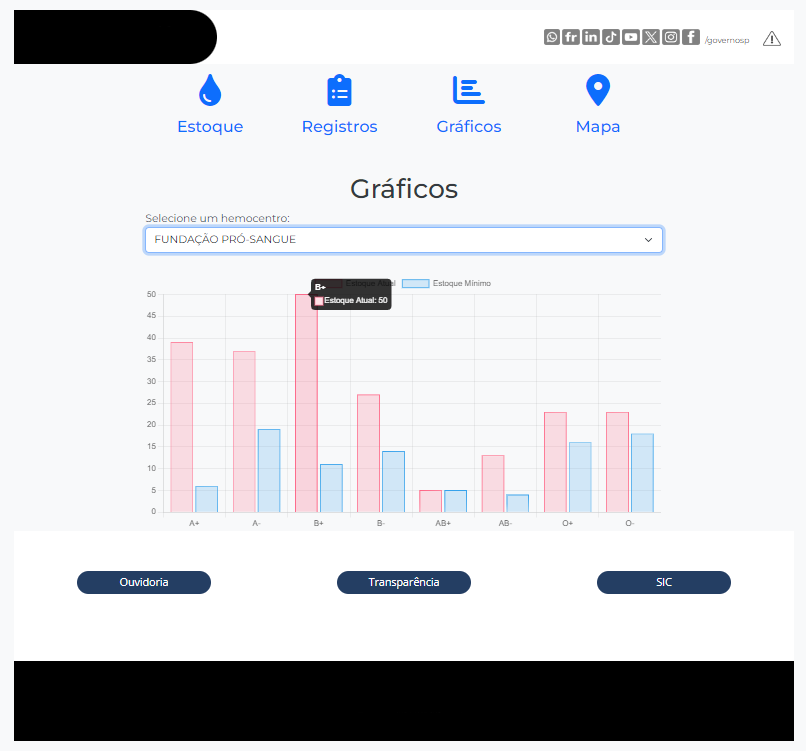 /governosp
Estoque Registros Gráficos Mapa
Gráficos
Selecione um hemocentro:
FUNDAÇÃO PRÓ-SANGUE
Estoque Atual Estoque Mínimo
B+
Estoque Atual: 50
50
45
40
35
30
25
20
15
10
5
0
A+ A- B+ B- AB+ AB- O+ O-
Ouvidoria Transparência SIC